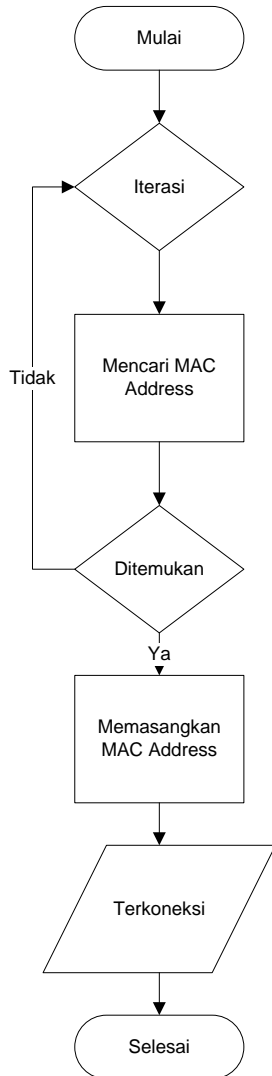 Mulai
Iterasi
Mencari MAC
Address
Tidak
Ditemukan
Ya
Memasangkan
MAC Address
Terkoneksi
Selesai